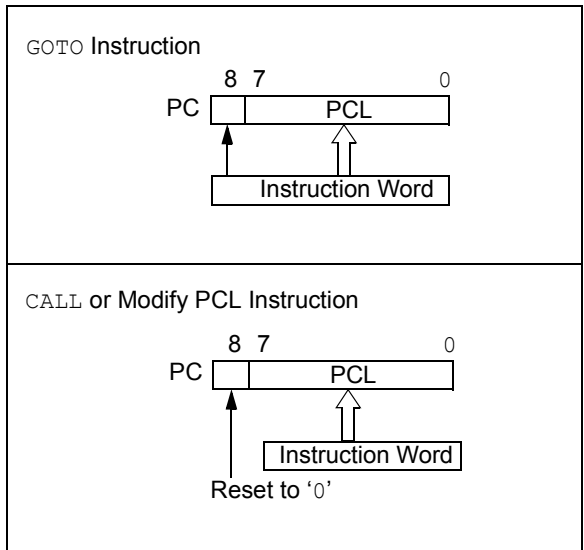 GOTO Instruction
8 7 0
PC PCL
Instruction Word
CALL or Modify PCL Instruction
8 7 0
PC PCL
Instruction Word
Reset to ‘0’